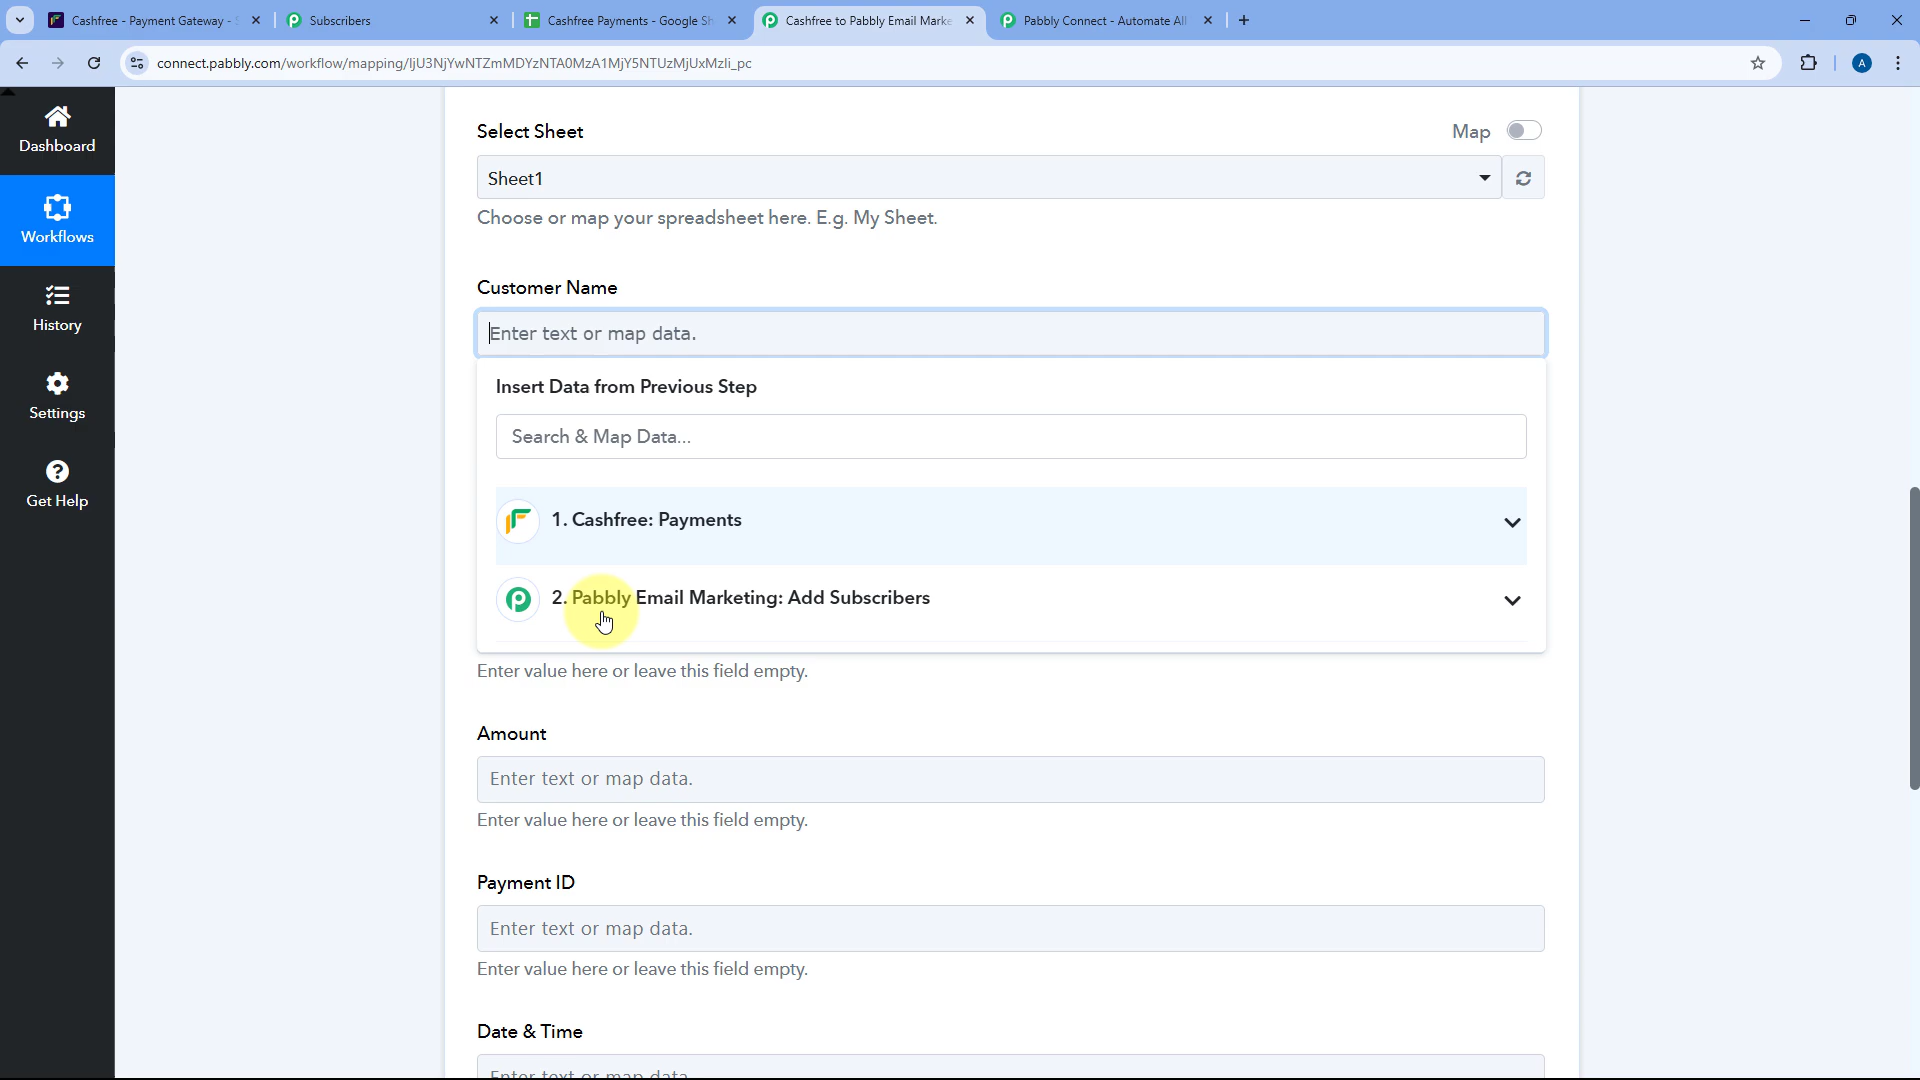 Cashfree - Payment Gateway -
Subscribers
Cashfree Payments - Google Sh
Cashfree to Pabbly Email Marke
Pabbly Connect - Automate All
connect.pabbly.com/workflow/mapping/IjU3NjYwNTZmMDYzNTA0MzA1MjY5NTUzMjUxMzIi_pc
A
Dashboard
Workflows
History
Settings
Get Help
Select Sheet
Map
Sheet1
Choose or map your spreadsheet here. E.g. My Sheet.
Customer Name
Enter text or map data.
Insert Data from Previous Step
Search & Map Data...
1. Cashfree: Payments
2. Pabbly Email Marketing: Add Subscribers
Enter value here or leave this field empty.
Amount
Enter text or map data.
Enter value here or leave this field empty.
Payment ID
Enter text or map data.
Enter value here or leave this field empty.
Date & Time
Enter text or map data.